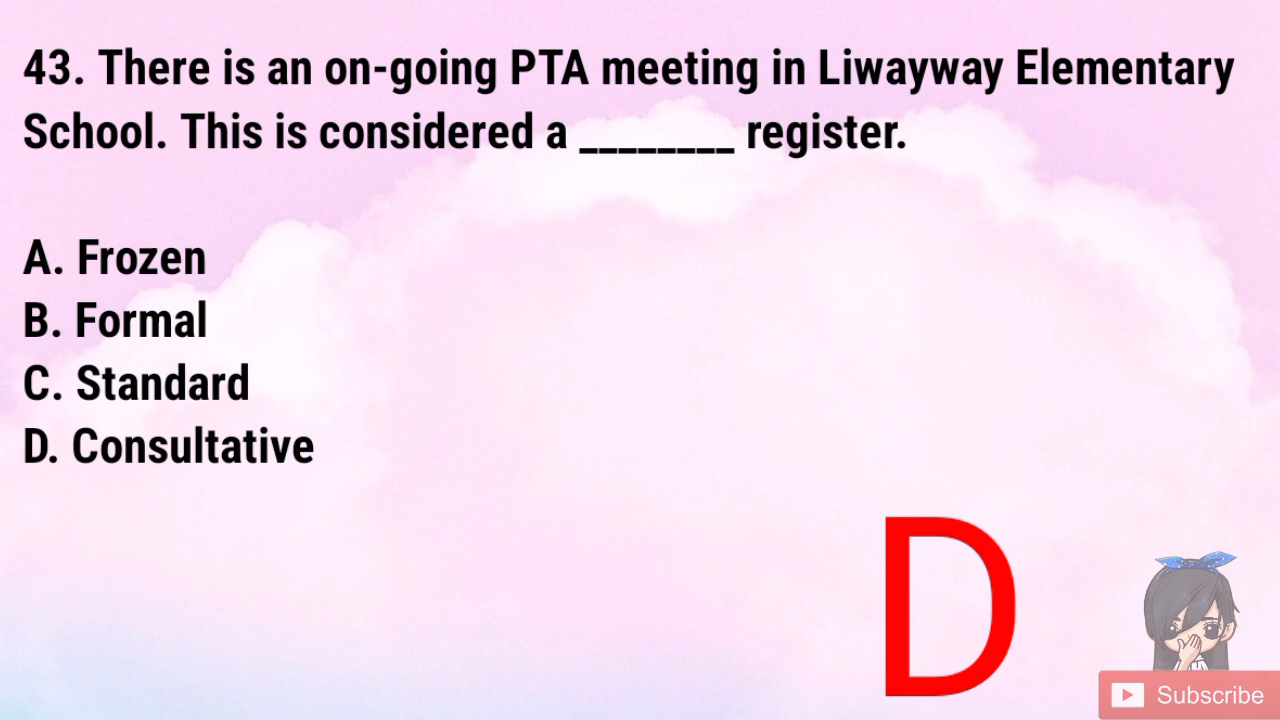 43. There is an on-going PTA meeting in Liwayway Elementary
School. This is considered a ________ register.
A. Frozen
B. Formal
C. Standard
D. Consultative
D
Subscribe